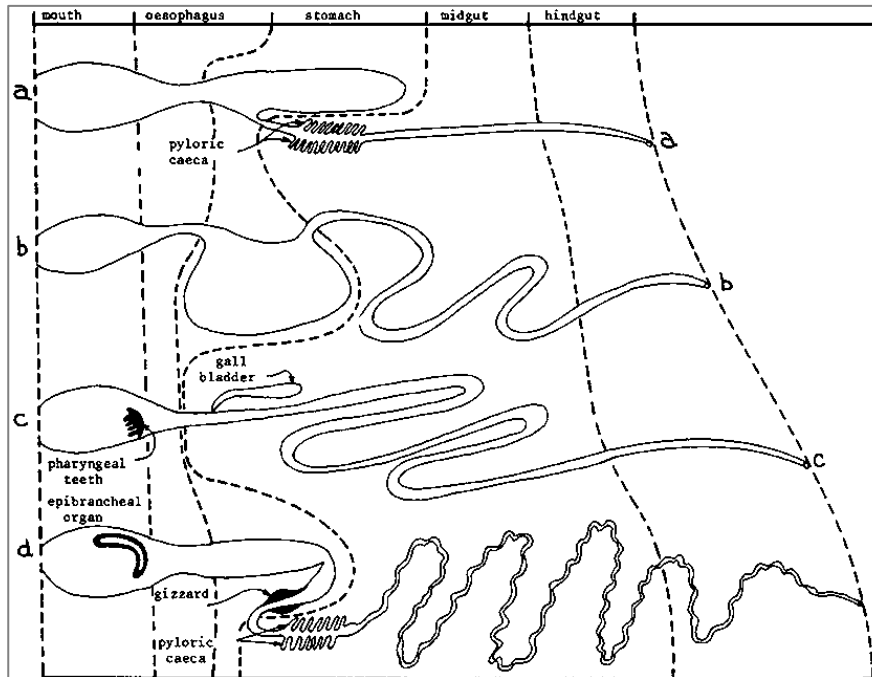 mouth oesophagus stomach midgut hindgut
a
pyloric
caeca
a
b
b
gall
bladder
c
pharyngeal
teeth
c
epibrancheal
organ
d
gizzard
pyloric
caeca